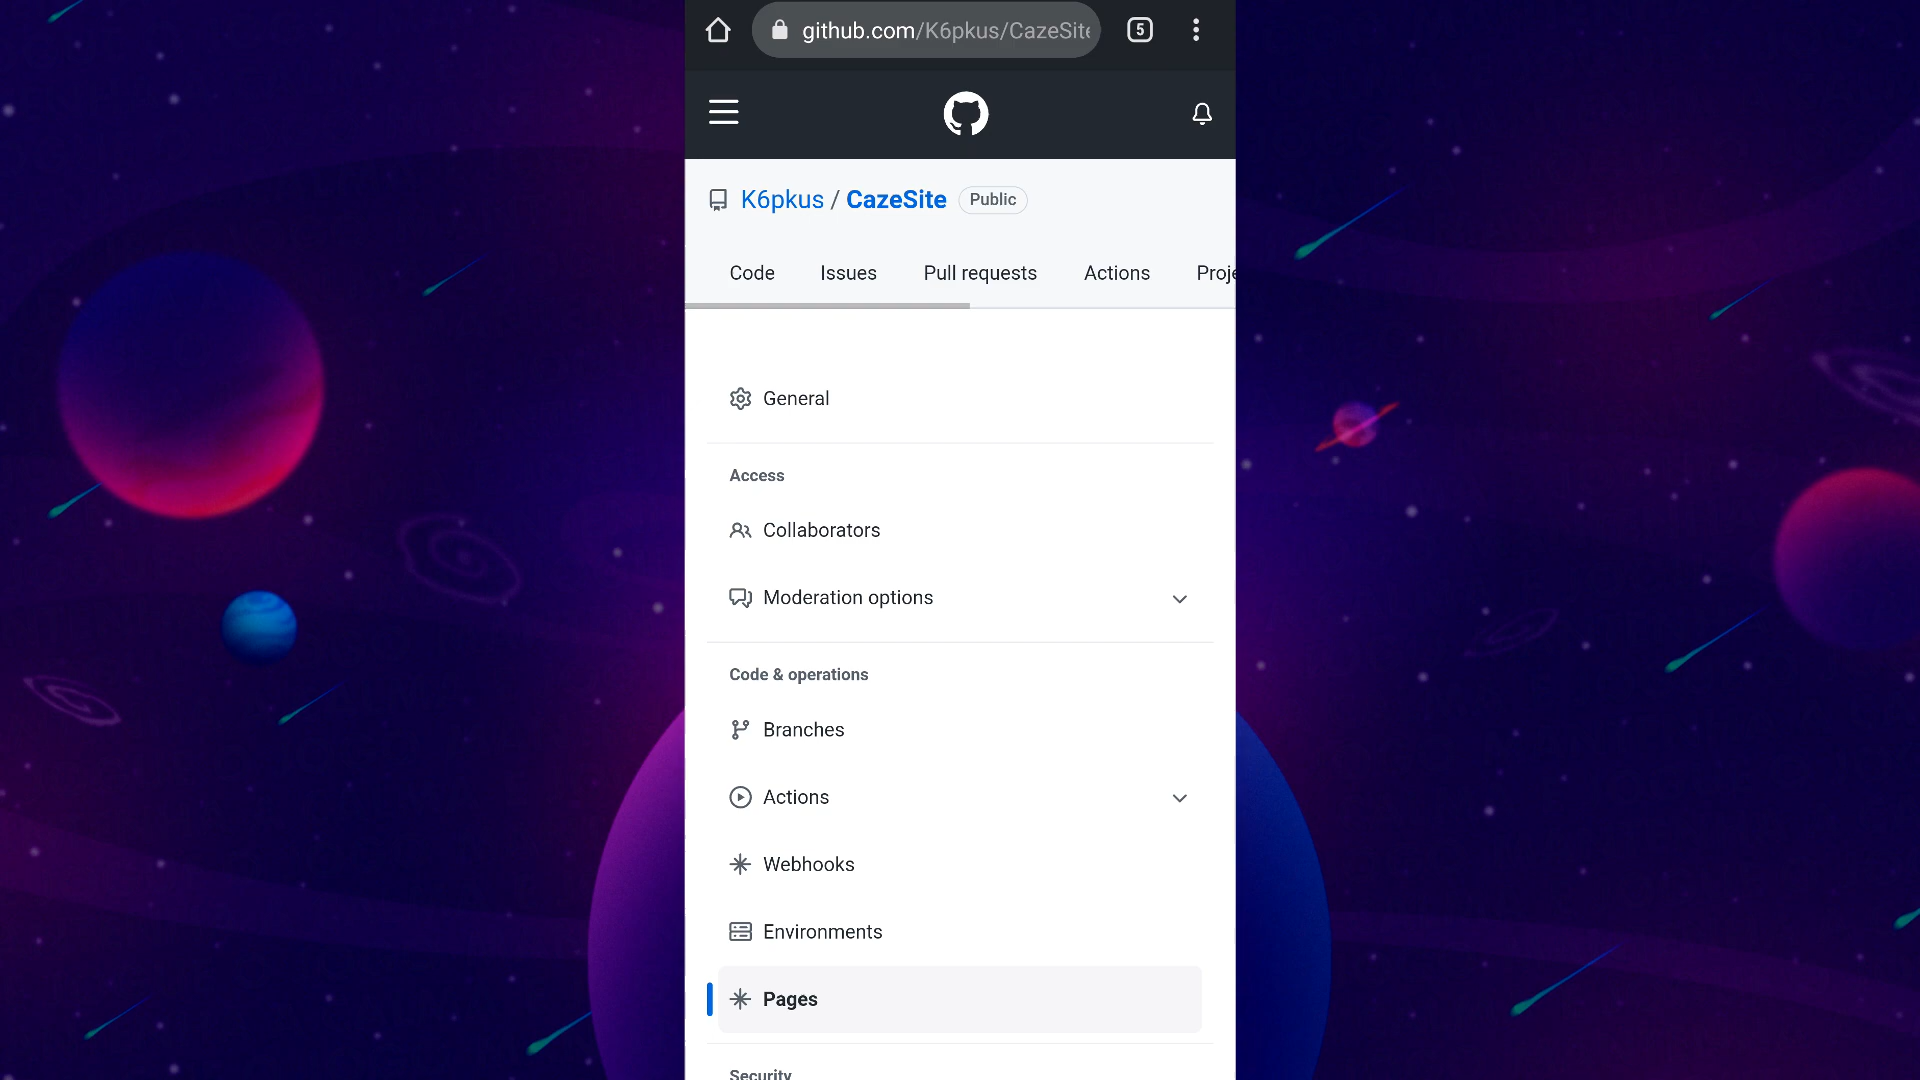 github.com/K6pkus/CazeSite
5
K6pkus / CazeSite Public
Code Issues Pull requests Actions Proje
General
Access
Collaborators
Moderation options
Code & operations
Branches
Actions
Webhooks
Environments
Pages
Security